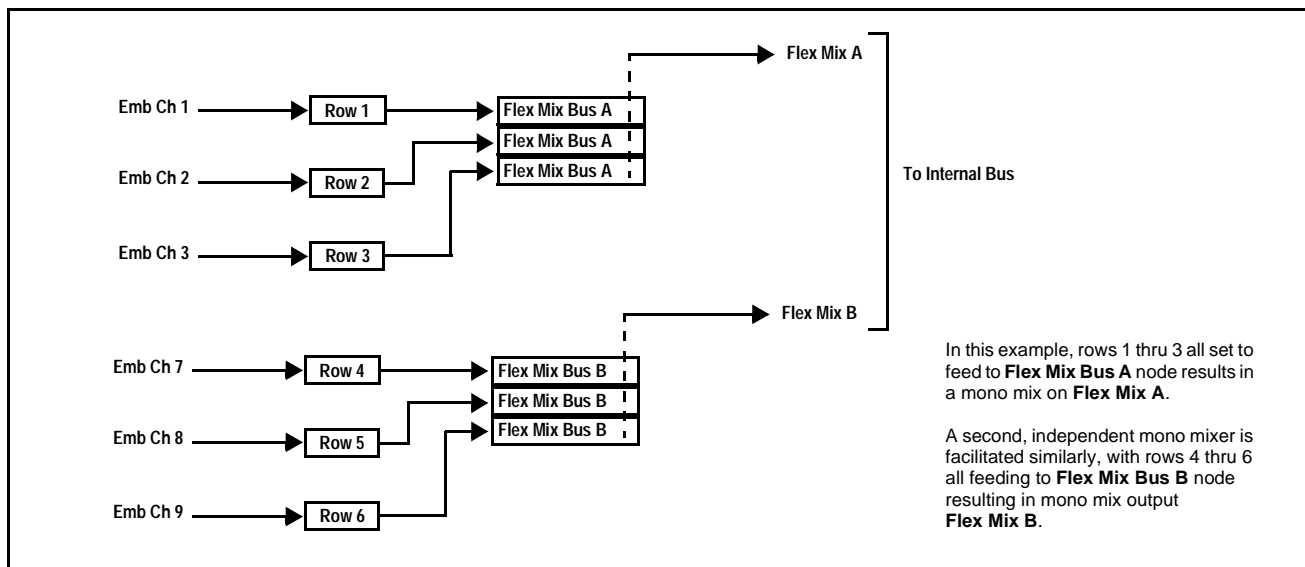 Flex Mix A
Emb Ch 1
Row 1
Flex Mix Bus A
Flex Mix Bus A
Emb Ch 2
Row 2
Flex Mix Bus A
To Internal Bus
Emb Ch 3
Row 3
Flex Mix B
Emb Ch 7
Row 4
Flex Mix Bus B
Flex Mix Bus B
Emb Ch 8
Row 5
Flex Mix Bus B
Emb Ch 9
Row 6
In this example, rows 1 thru 3 all set to
feed to Flex Mix Bus A node results in
a mono mix on Flex Mix A.
A second, independent mono mixer is
facilitated similarly, with rows 4 thru 6
all feeding to Flex Mix Bus B node
resulting in mono mix output
Flex Mix B.